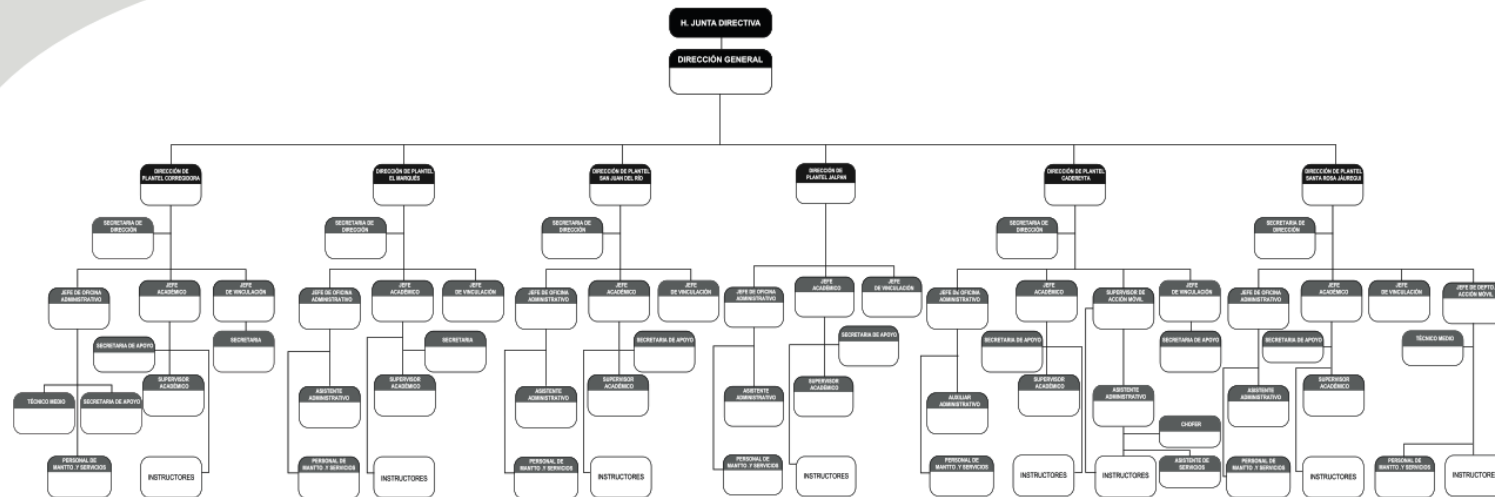 H. JUNTA DIRECTIVA
DIRECCIÓN GENERAL
DIRECCIÓN DE
PLANTEL CORREGIDORA
SECRETARIA DE
DIRECCIÓN
JEFE DE OFICINA
ADMINISTRATIVO
JEFE
ACADÉMICO
JEFE
DE VINCULACIÓN
SECRETARIA DE APOYO
SECRETARIA
TÉCNICO MEDIO
SECRETARIA DE APOYO
SUPERVISOR
ACADÉMICO
PERSONAL DE
MANTTO .Y SERVICIOS
INSTRUCTORES
DIRECCIÓN DE PLANTEL
EL MARQUÉS
SECRETARIA DE
DIRECCIÓN
JEFE DE OFICINA
ADMINISTRATIVO
JEFE
ACADÉMICO
JEFE
DE VINCULACIÓN
SECRETARIA
ASISTENTE
ADMINISTRATIVO
SUPERVISOR
ACADÉMICO
PERSONAL DE
MANTTO .Y SERVICIOS
INSTRUCTORES
DIRECCIÓN DE PLANTEL
SAN JUAN DEL RÍO
SECRETARIA DE
DIRECCIÓN
JEFE DE OFICINA
ADMINISTRATIVO
JEFE
ACADÉMICO
JEFE
DE VINCULACIÓN
SECRETARIA DE APOYO
ASISTENTE
ADMINISTRATIVO
SUPERVISOR
ACADÉMICO
PERSONAL DE
MANTTO .Y SERVICIOS
INSTRUCTORES
DIRECCIÓN DE
PLANTEL JALPAN
JEFE DE OFICINA
ADMINISTRATIVO
JEFE
ACADÉMICO
JEFE
DE VINCULACIÓN
SECRETARIA DE APOYO
ASISTENTE
ADMINISTRATIVO
SUPERVISOR
ACADÉMICO
PERSONAL DE
MANTTO .Y SERVICIOS
INSTRUCTORES
DIRECCIÓN DE PLANTEL
CADEREYTA
SECRETARIA DE
DIRECCIÓN
JEFE DE OFICINA
ADMINISTRATIVO
JEFE
ACADÉMICO
SUPERVISOR DE
ACCIÓN MÓVIL
JEFE
DE VINCULACIÓN
SECRETARIA DE APOYO
SECRETARIA DE APOYO
AUXILIAR
ADMINISTRATIVO
SUPERVISOR
ACADÉMICO
ASISTENTE
ADMINISTRATIVO
CHOFER
PERSONAL DE
MANTTO .Y SERVICIOS
INSTRUCTORES
INSTRUCTORES
ASISTENTE DE
SERVICIOS
DIRECCIÓN DE PLANTEL
SANTA ROSA JÁUREGUI
SECRETARIA DE
DIRECCIÓN
JEFE DE OFICINA
ADMINISTRATIVO
JEFE
ACADÉMICO
JEFE
DE VINCULACIÓN
JEFE DE DEPTO.
ACCIÓN MÓVIL
SECRETARIA DE APOYO
TÉCNICO MEDIO
ASISTENTE
ADMINISTRATIVO
SUPERVISOR
ACADÉMICO
PERSONAL DE
MANTTO .Y SERVICIOS
INSTRUCTORES
PERSONAL DE
MANTTO .Y SERVICIOS
INSTRUCTORE